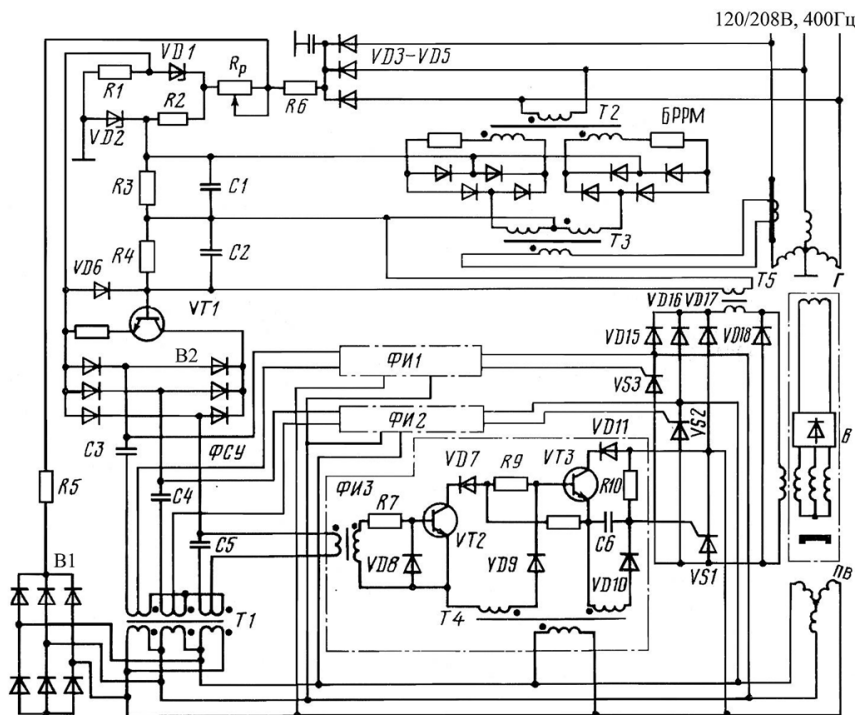 120/208В, 400Гц
VD1
VD3–VD5
R1
Rp
R6
R2
T2
VD2
БРРМ
R3
C1
R4
C2
T3
VD6
T5
Г
VT1
VD16
VD17
VD15
VD18
В2
ФИ1
VS3
ФИ2
VS2
В
C3
ФСУ
VD11
VD7
R9
VT3
C4
ФИ3
R7
R10
R5
VT2
C6
C5
VD8
VD9
VS1
В1
VD10
ПВ
T1
T4